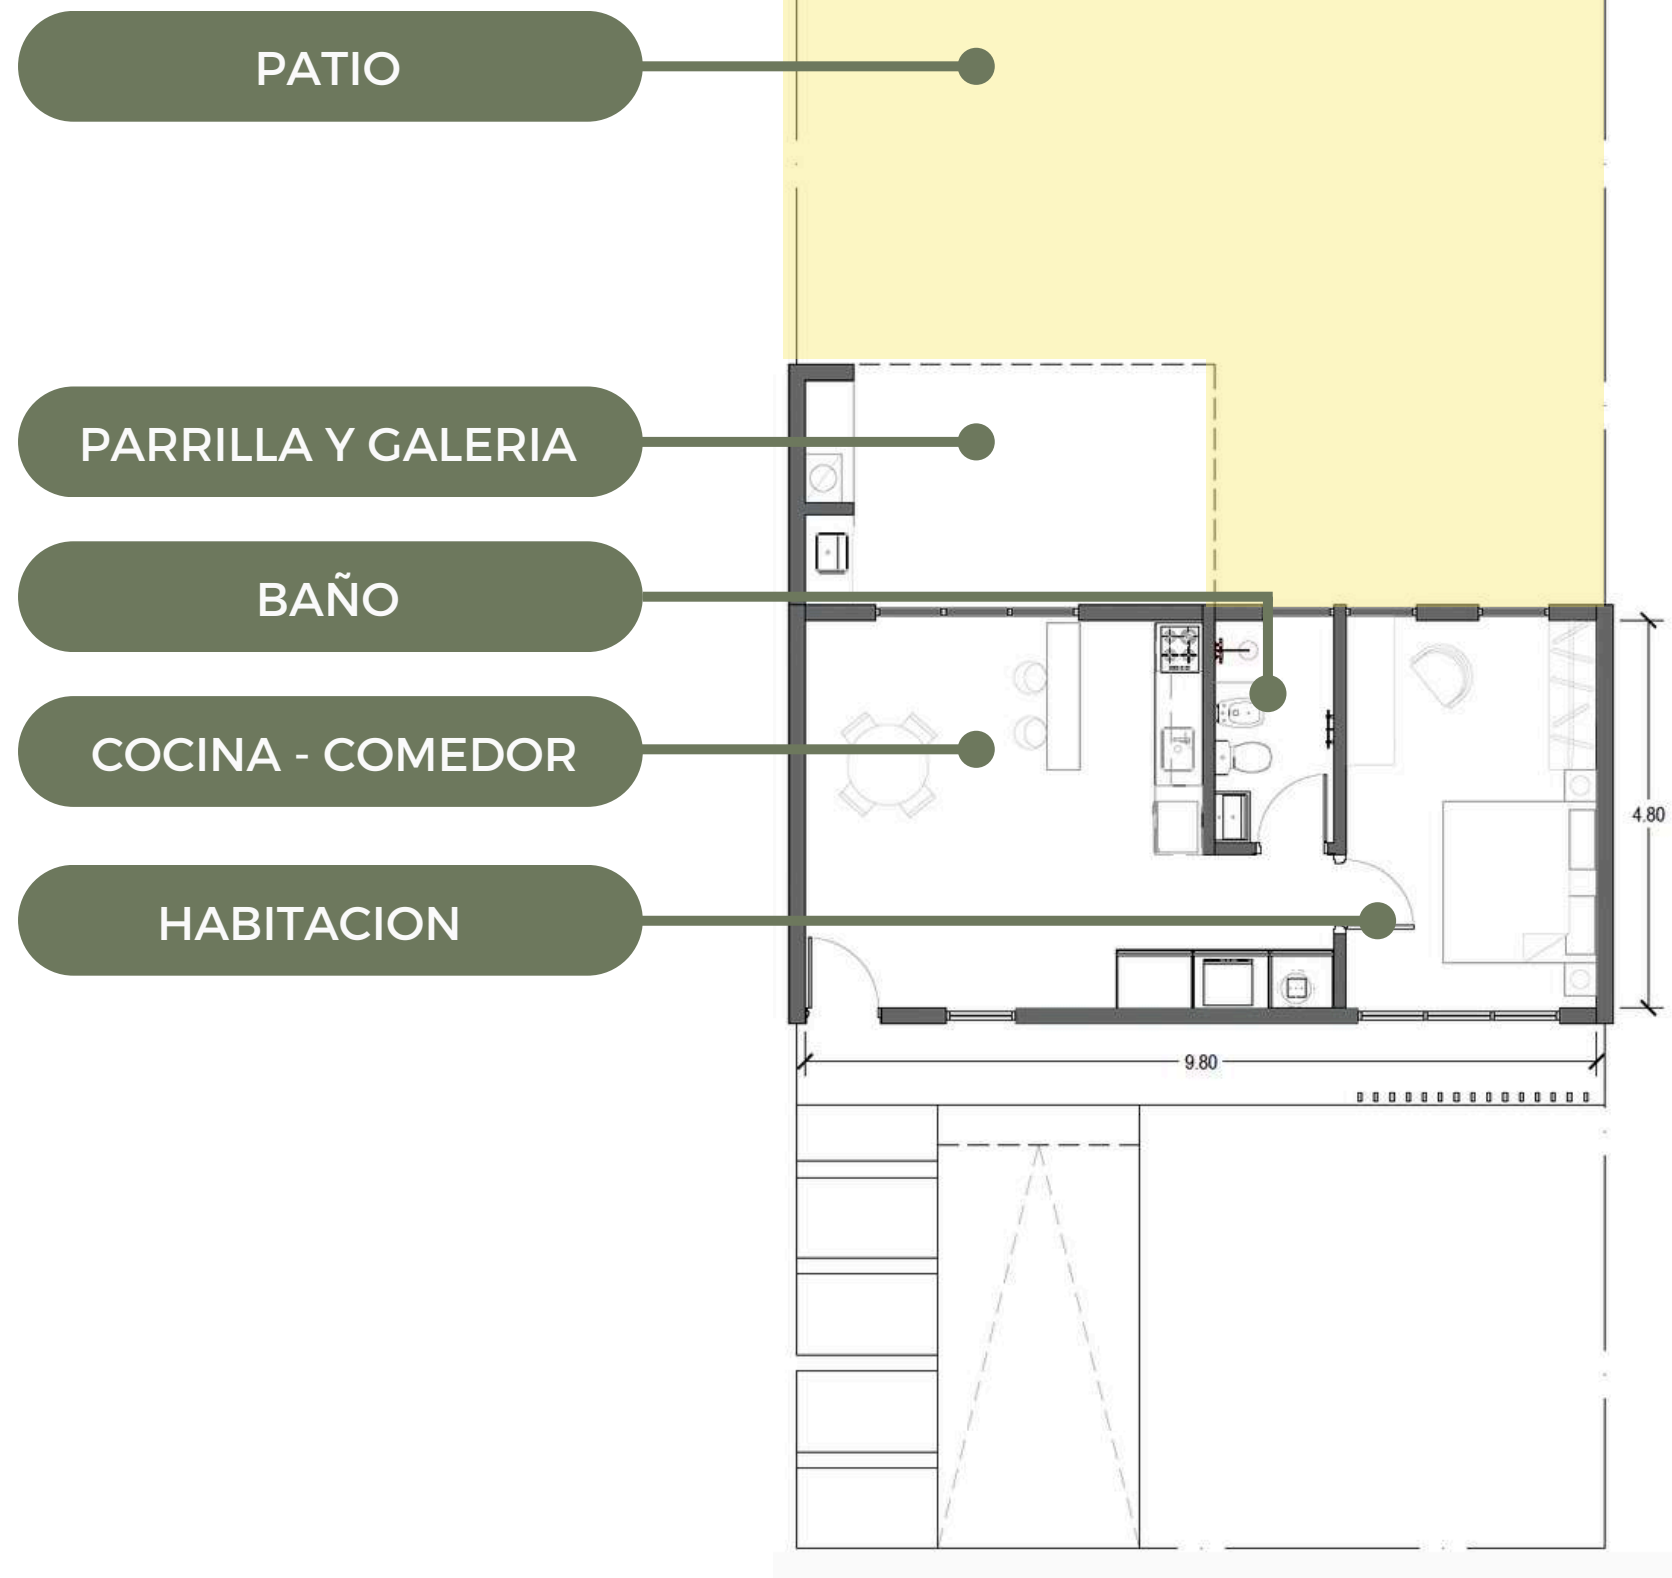 PATIO
PARRILLA Y GALERIA
BAÑO
COCINA - COMEDOR
HABITACION
4.80
9.80